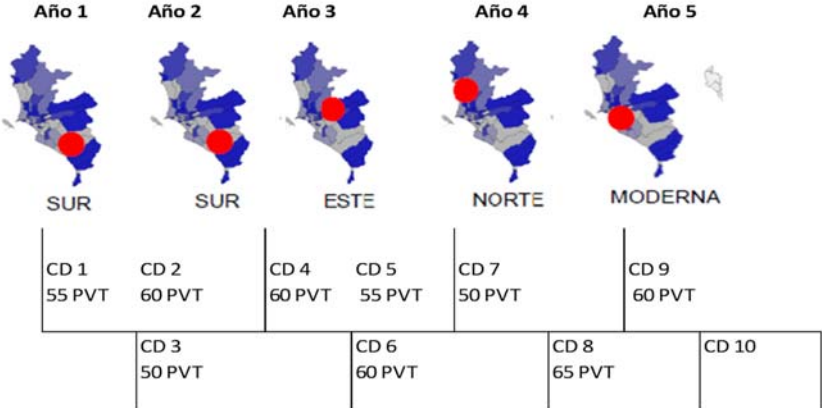 Año 1
Año 2
Año 3
Año 4
Año 5
SUR
SUR
ESTE
NORTE
MODERNA
CD 1
55 PVT
CD 2
60 PVT
CD 4
60 PVT
CD 5
55 PVT
CD 7
50 PVT
CD 9
60 PVT
CD 3
50 PVT
CD 6
60 PVT
CD 8
65 PVT
CD 10